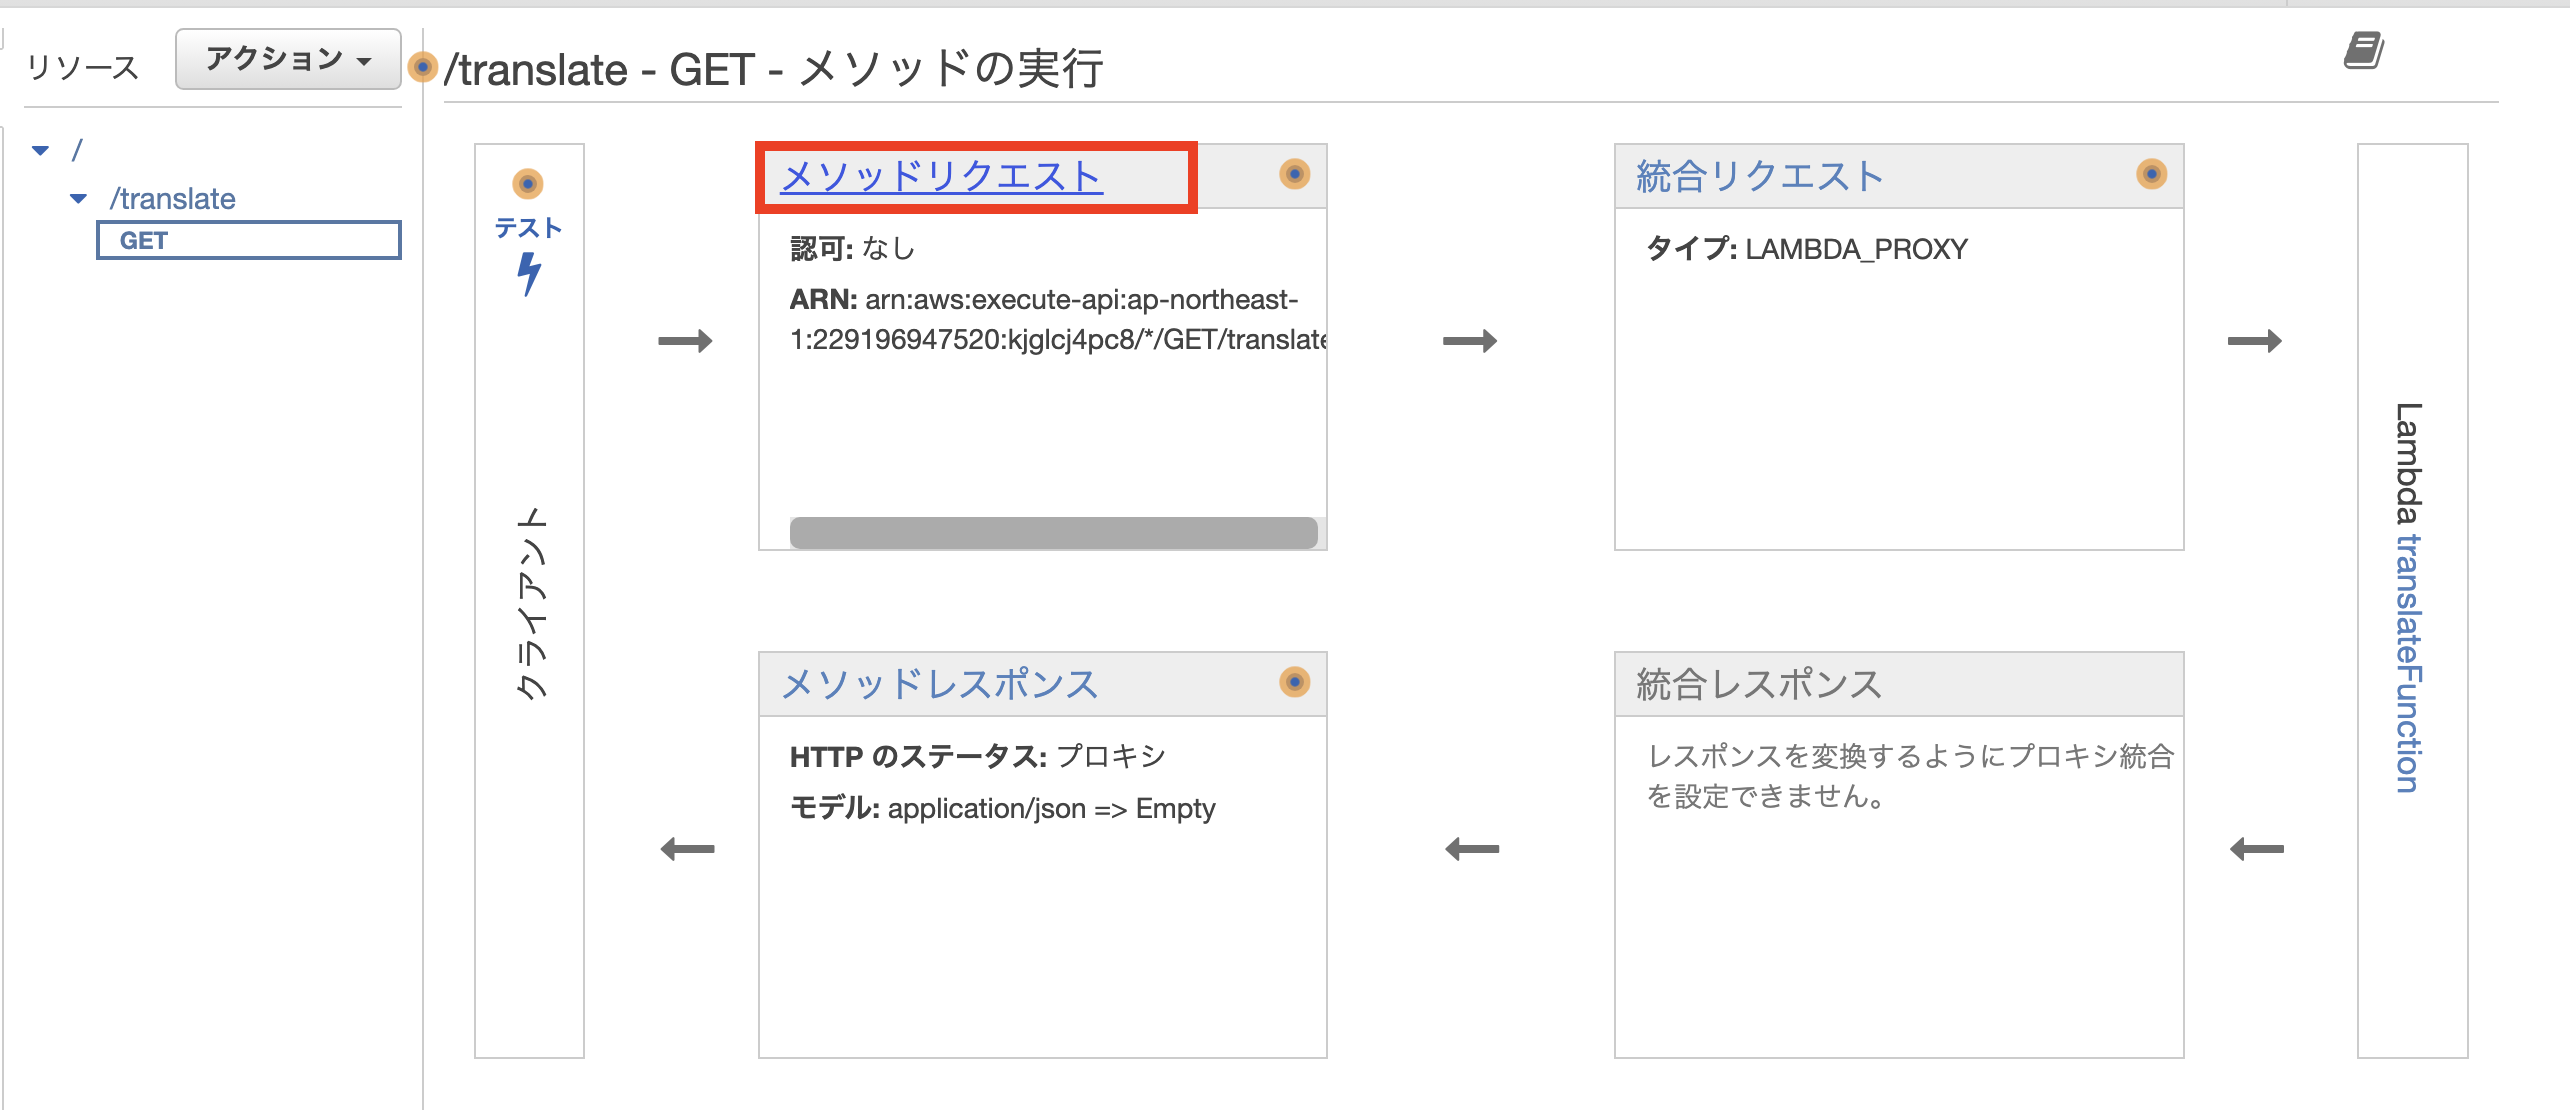 リソース
アクション
/
/translate
GET
/translate - GET - メソッドの実行
テスト
クライアント
メソッドリクエスト
認可: なし
ARN: arn:aws:execute-api:ap-northeast-
1:229196947520:kjglcj4pc8/*/GET/translate
統合リクエスト
タイプ: LAMBDA_PROXY
Lambda translateFunction
メソッドレスポンス
HTTP のステータス: プロキシ
モデル: application/json => Empty
統合レスポンス
レスポンスを変換するようにプロキシ統合
を設定できません。